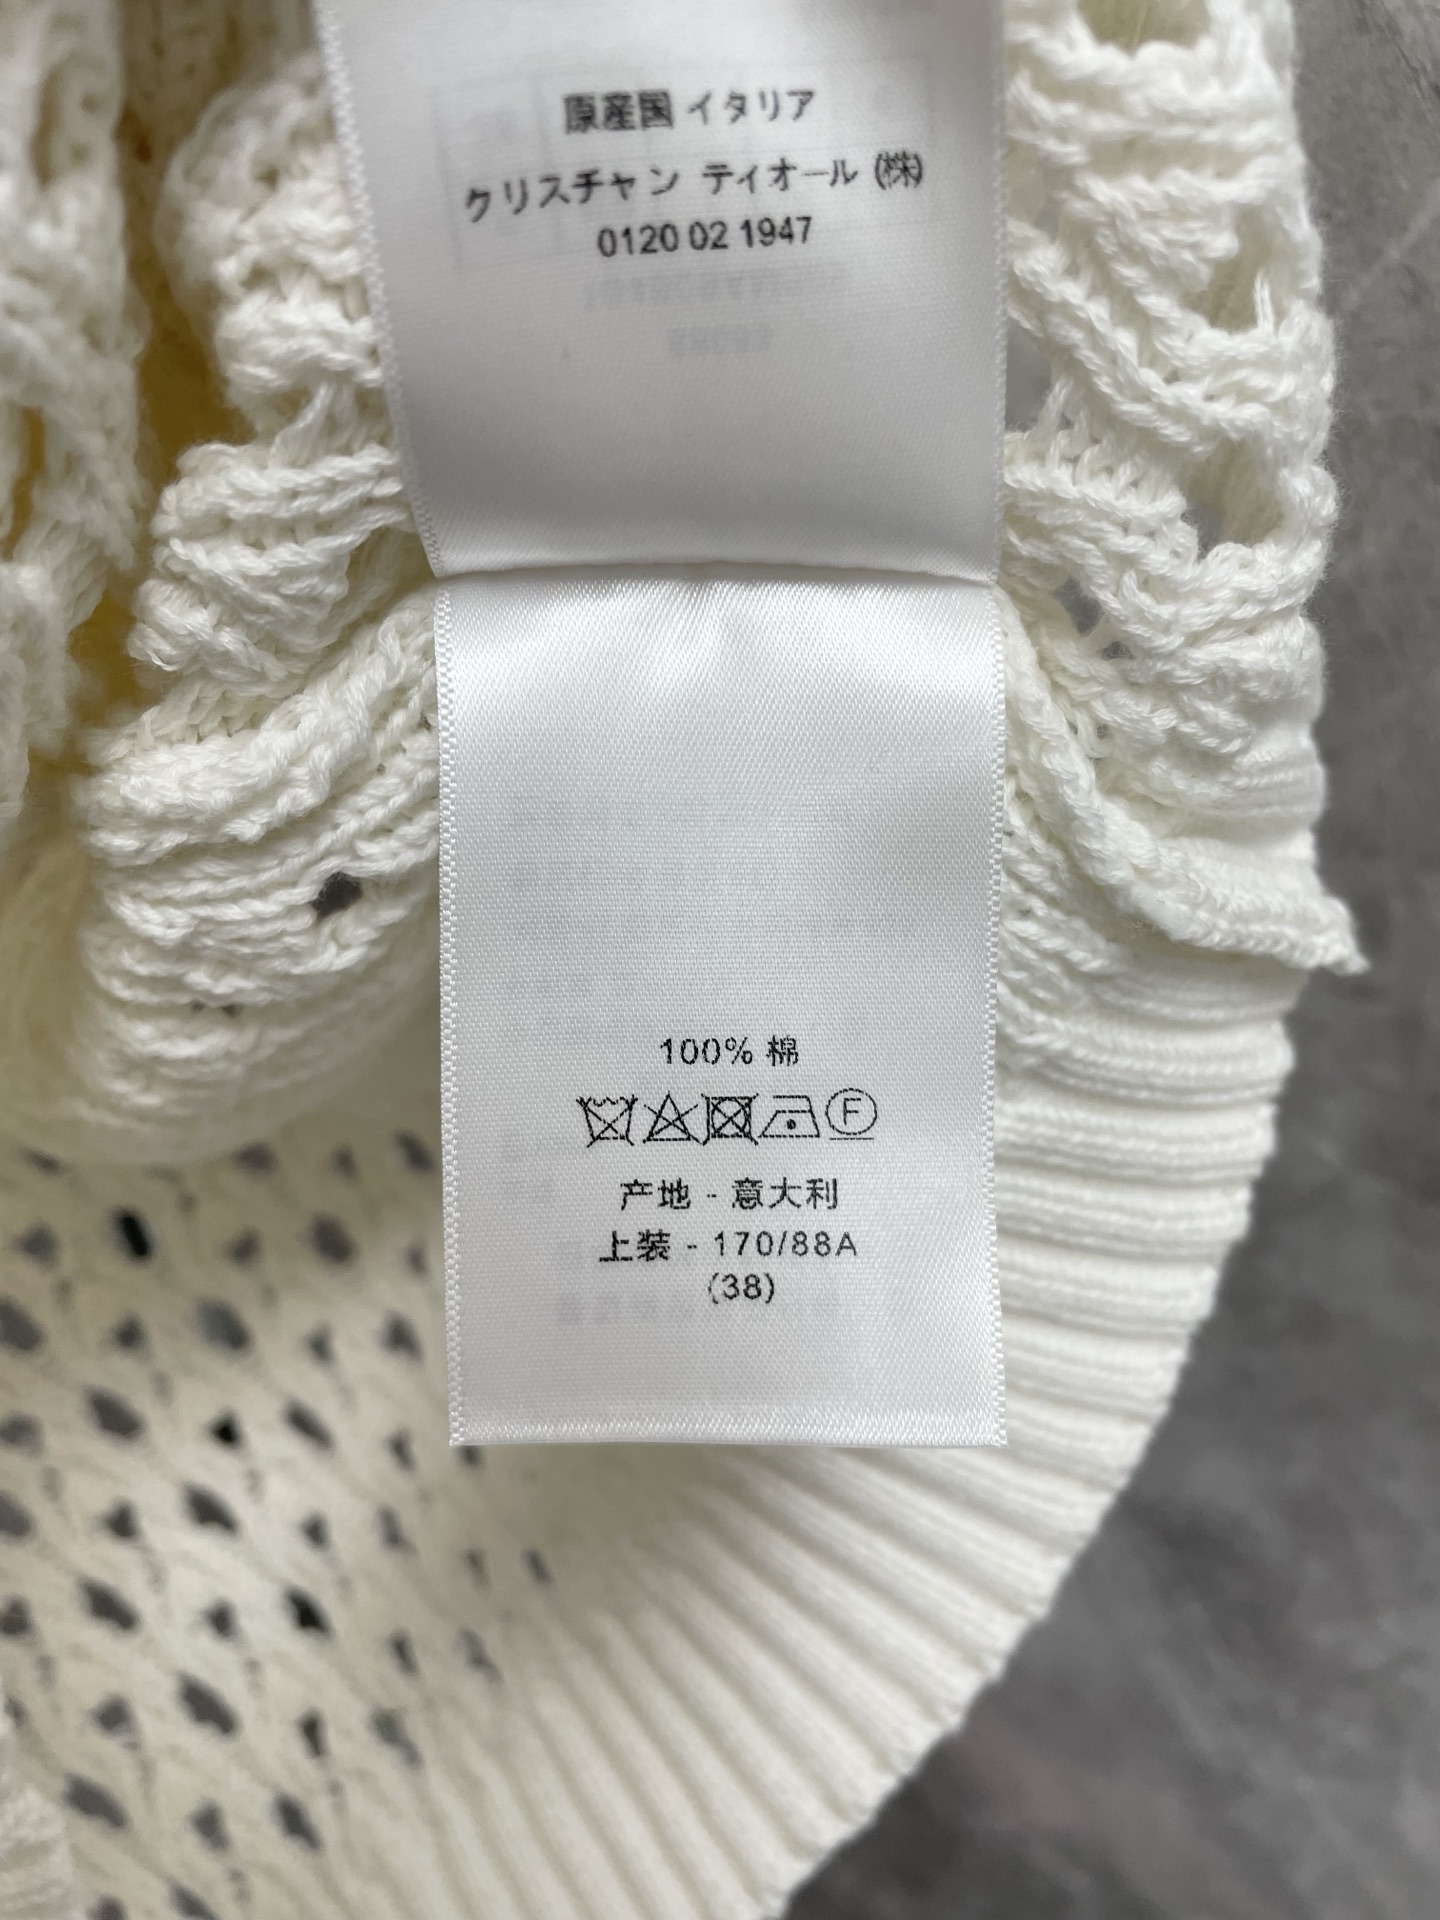 原産国 イタリア
クリスチャン ディオール (株)
0120 02 1947
100% 棉
F
产地 - 意大利
上装 - 170/88A
(38)